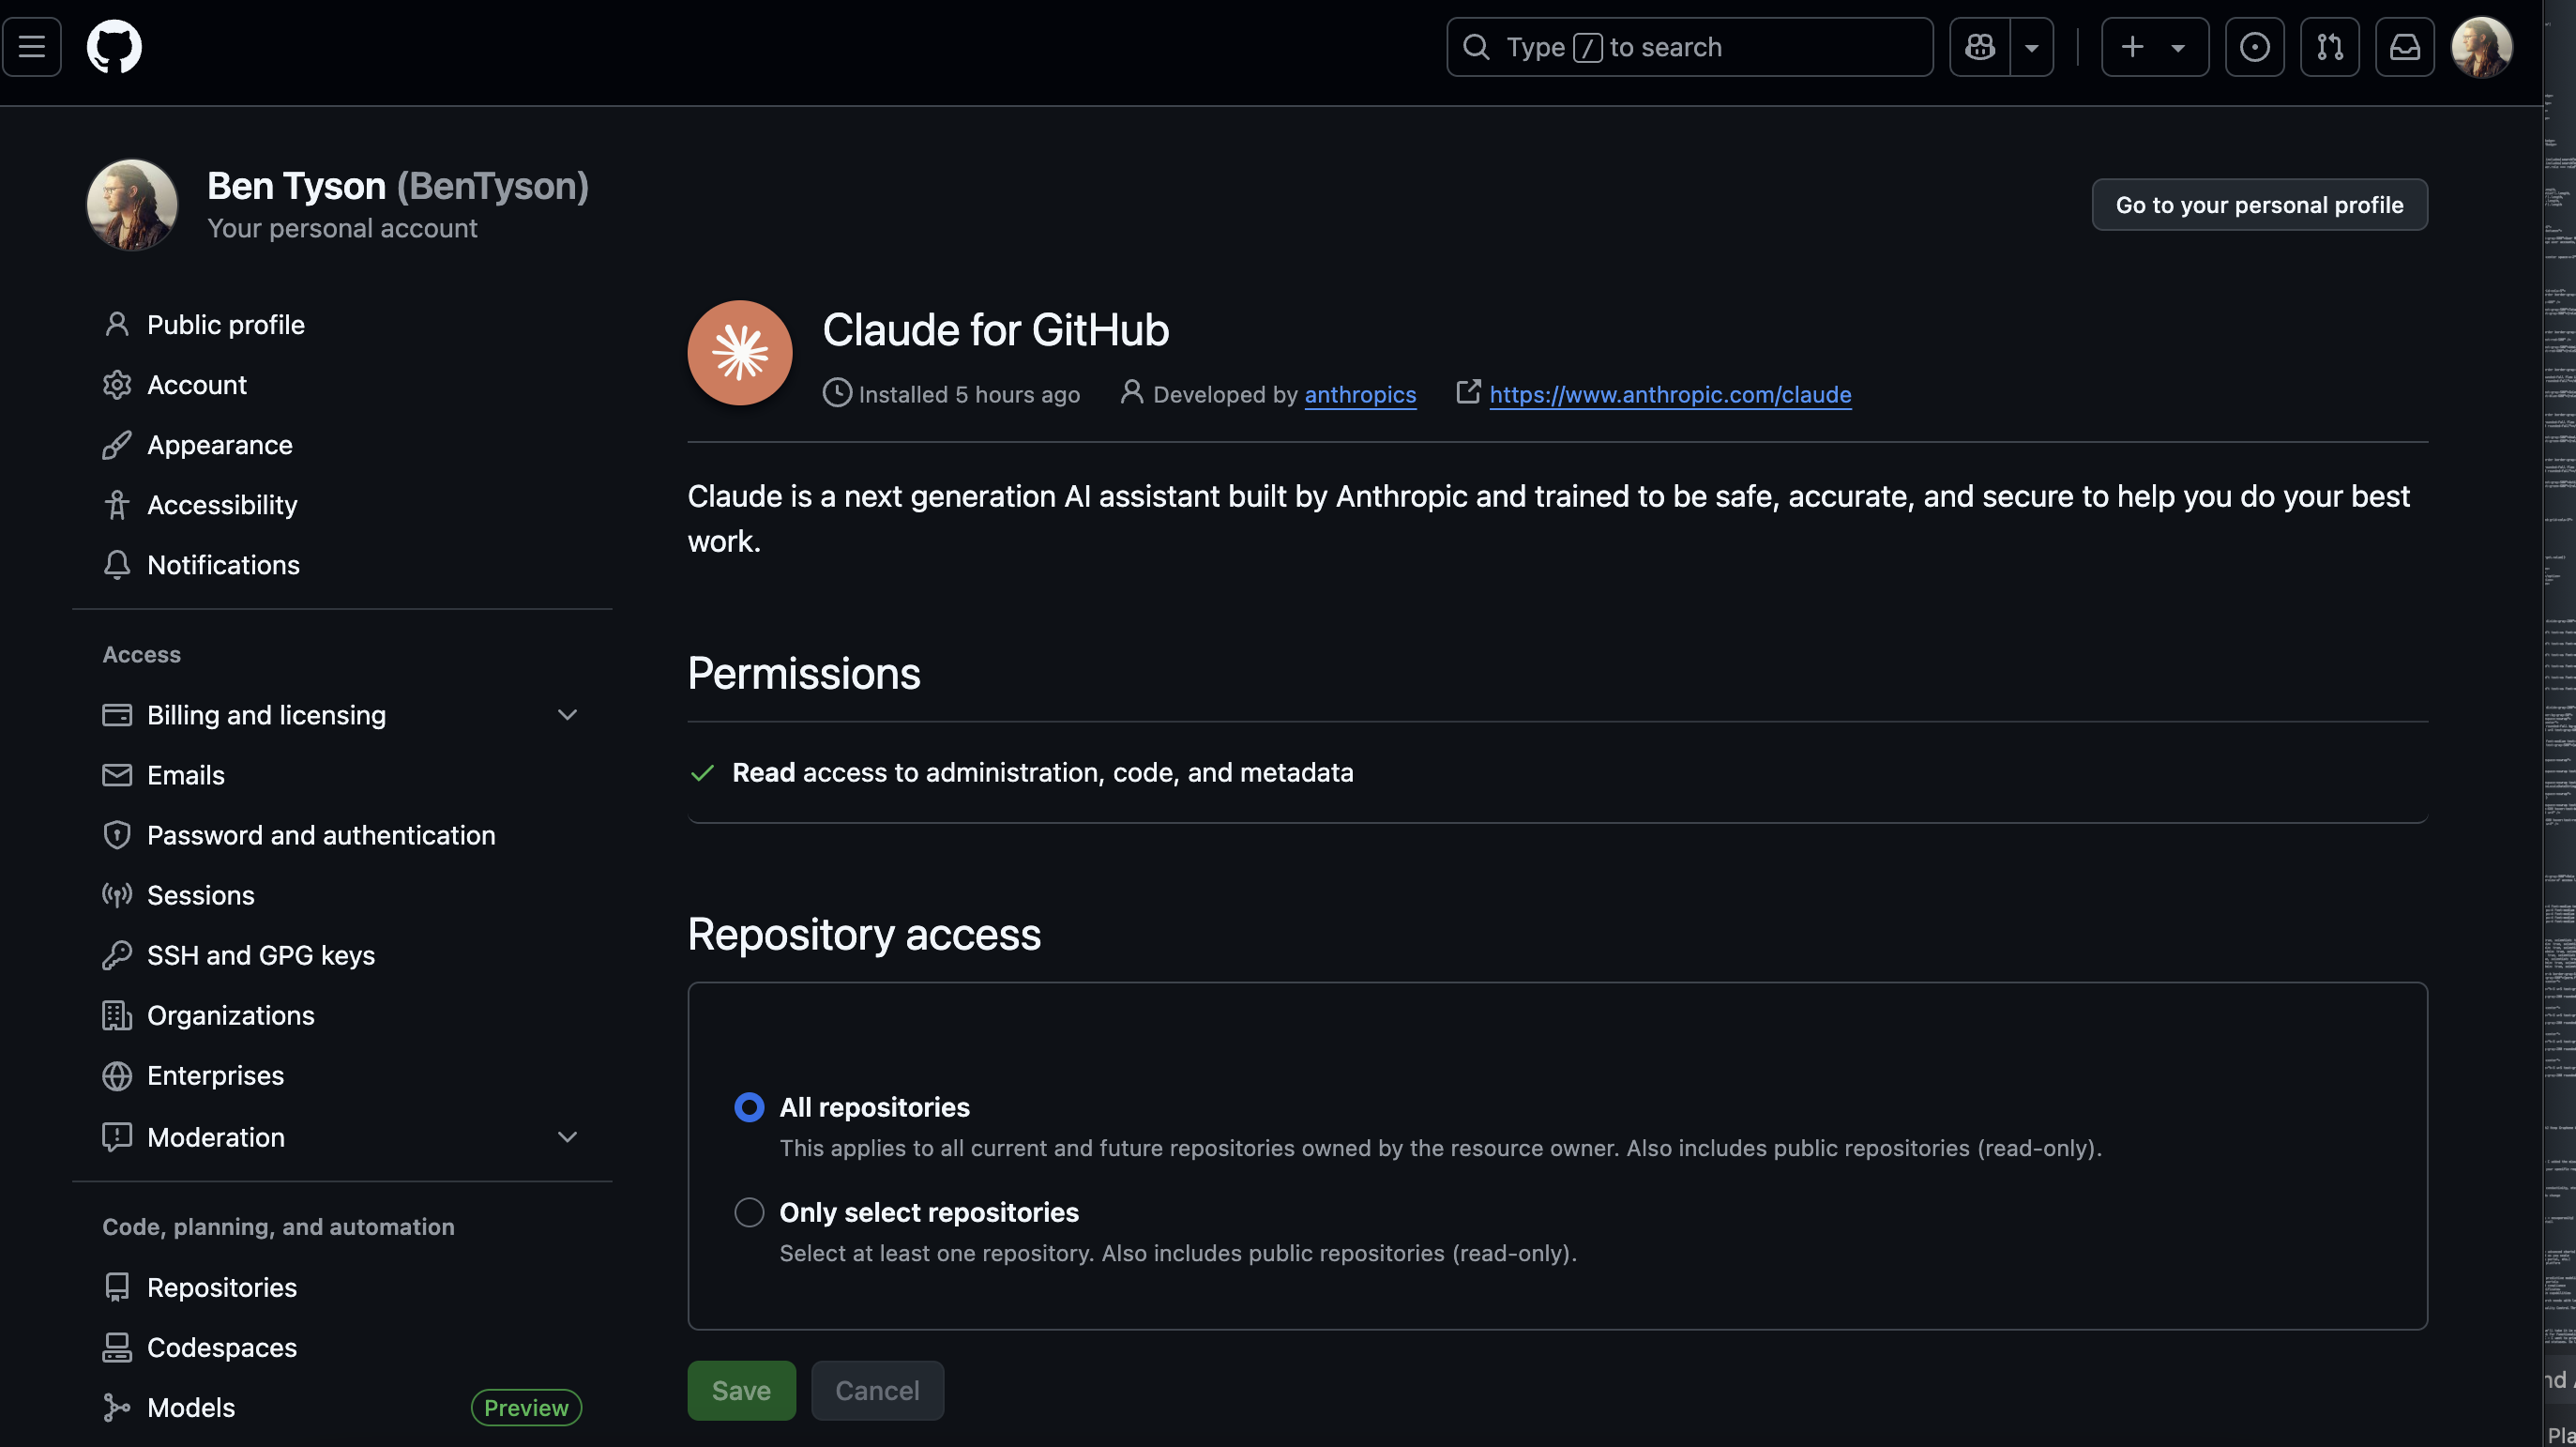 Type / to search
Ben Tyson (BenTyson)
Your personal account
Go to your personal profile
Public profile
Account
Appearance
Accessibility
Notifications
Access
Billing and licensing
Emails
Password and authentication
Sessions
SSH and GPG keys
Organizations
Enterprises
Moderation
Code, planning, and automation
Repositories
Codespaces
Models
Preview
Claude for GitHub
Installed 5 hours ago
Developed by anthropics
https://www.anthropic.com/claude
Claude is a next generation AI assistant built by Anthropic and trained to be safe, accurate, and secure to help you do your best
work.
Permissions
Read access to administration, code, and metadata
Repository access
All repositories
This applies to all current and future repositories owned by the resource owner. Also includes public repositories (read-only).
Only select repositories
Select at least one repository. Also includes public repositories (read-only).
Save
Cancel